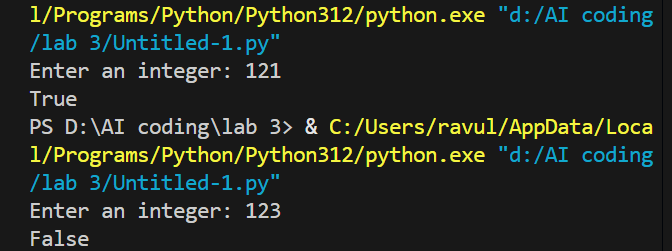 l/Programs/Python/Python312/python.exe "d:/AI coding
/lab 3/Untitled-1.py"
Enter an integer: 121
True
PS D:\AI coding\lab 3> & C:/Users/ravul/AppData/Loca
l/Programs/Python/Python312/python.exe "d:/AI coding
/lab 3/Untitled-1.py"
Enter an integer: 123
False